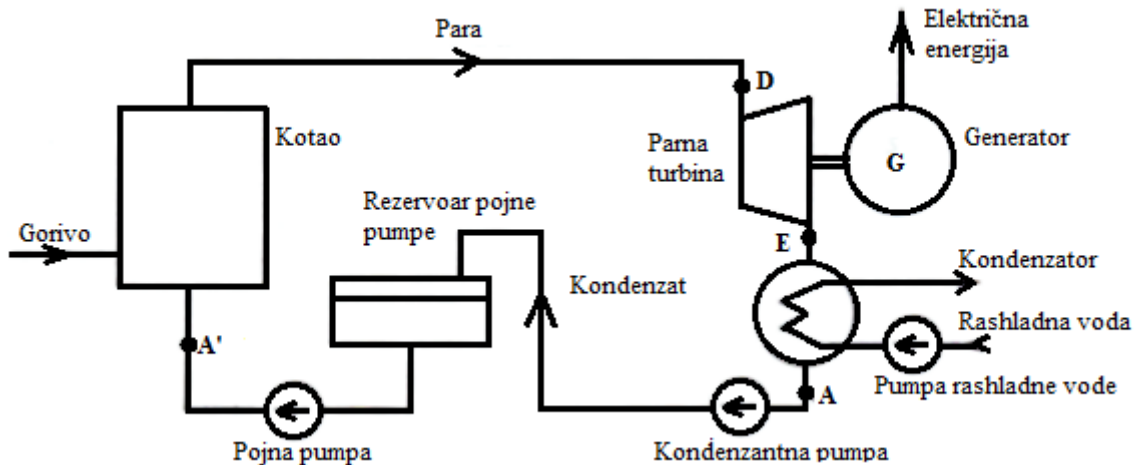 Para
Električna
energija
D
Kotao
Parna
turbina
G
Generator
Rezervoar pojne
pumpe
Gorivo
E
Kondenzator
Kondenzat
Rashladna voda
A'
A
Pumpa rashladne vode
Pojna pumpa
Kondenzantna pumpa